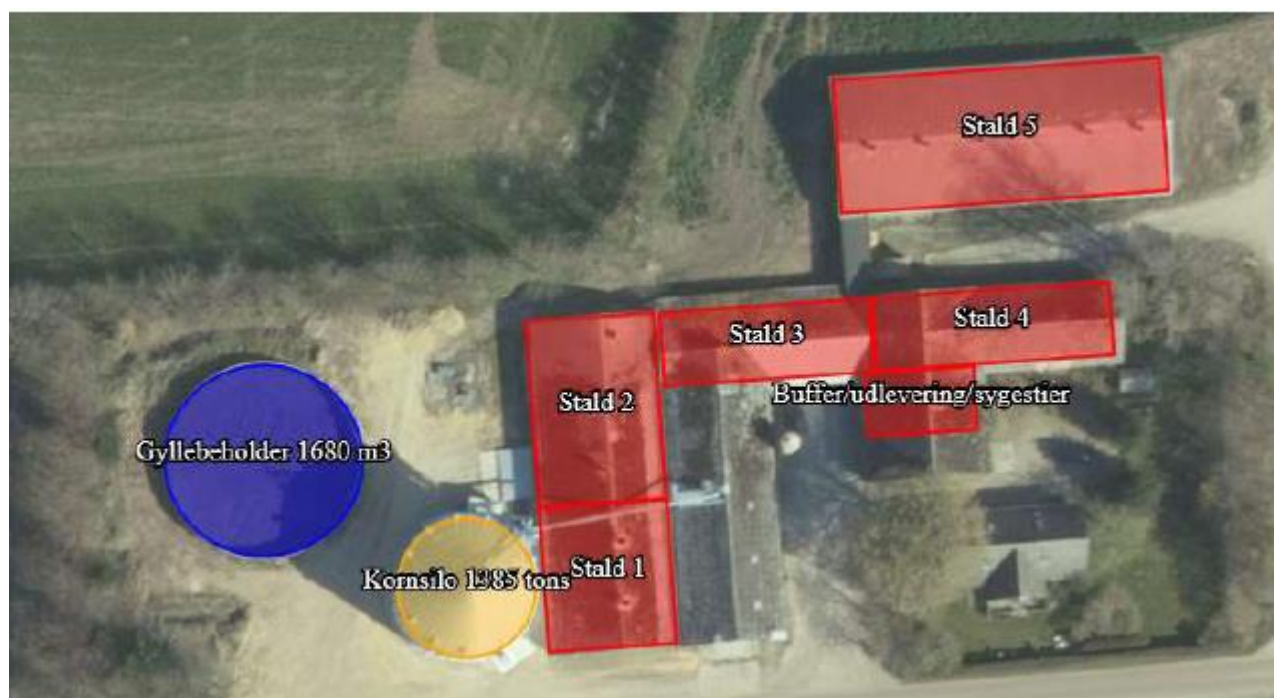 Stald 5
Stald 3
Stald 4
Stald 2
Buffer/udlevering/sygestier
Gyllebeholder 1680 m3
Stald 1
Kornsilo 1385 tons